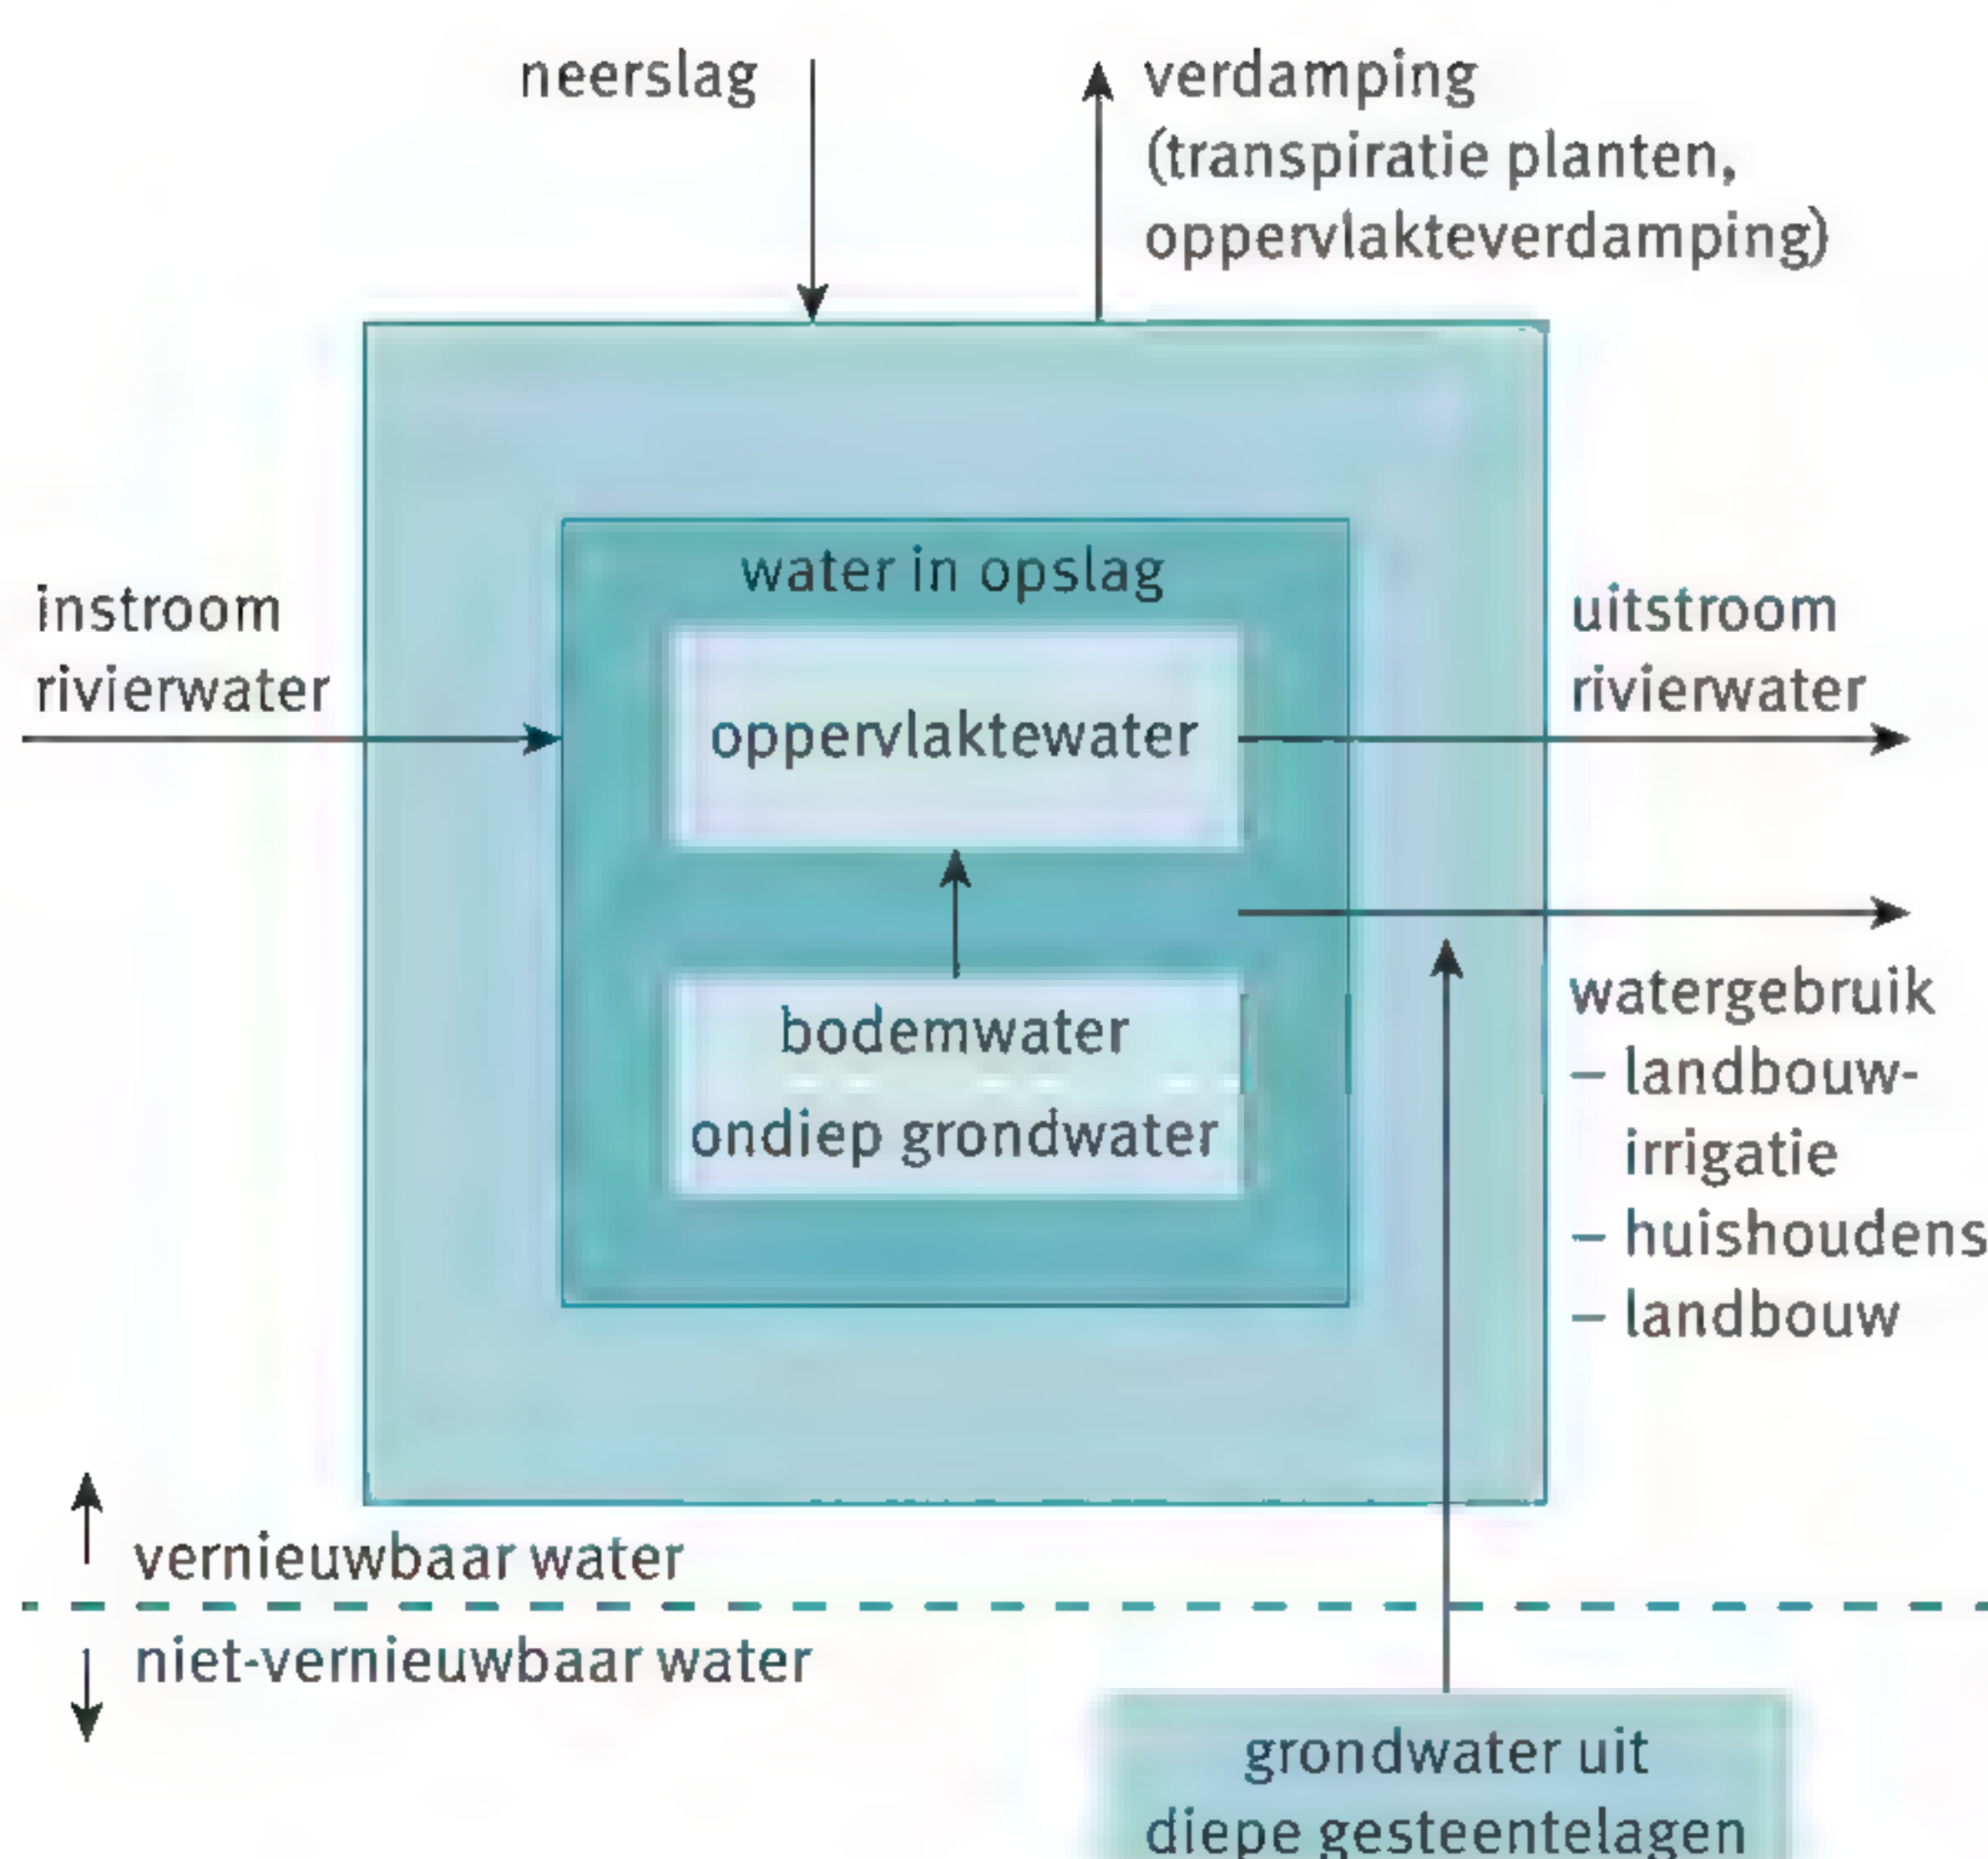 neerslag
verdamping
(transpiratie planten,
oppervlakteverdamping)
water in opslag
instroom
rivierwater
oppervlaktewater
uitstroom
rivierwater
bodemwater
ondiep grondwater
watergebruik
– landbouw-
irrigatie
– huishoudens
– landbouw
vernieuwbaar water
niet-vernieuwbaar water
grondwater uit
diepe gesteentelagen